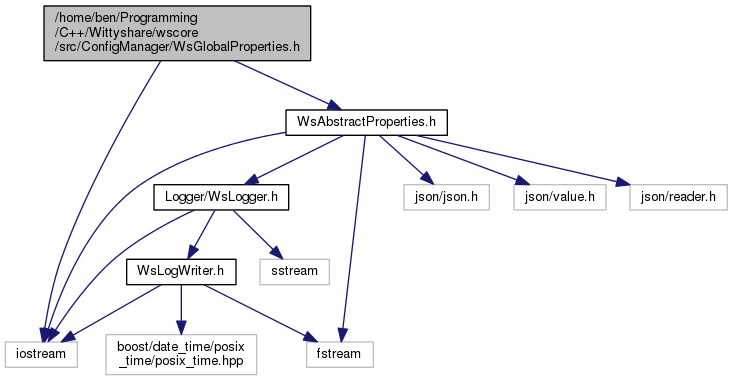 /home/ben/Programming
/C++/Wittyshare/wscore
/src/ConfigManager/WsGlobalProperties.h
WsAbstractProperties.h
Logger/WsLogger.h
json/json.h
json/value.h
json/reader.h
WsLogWriter.h
sstream
iostream
boost/date_time/posix
_time/posix_time.hpp
fstream